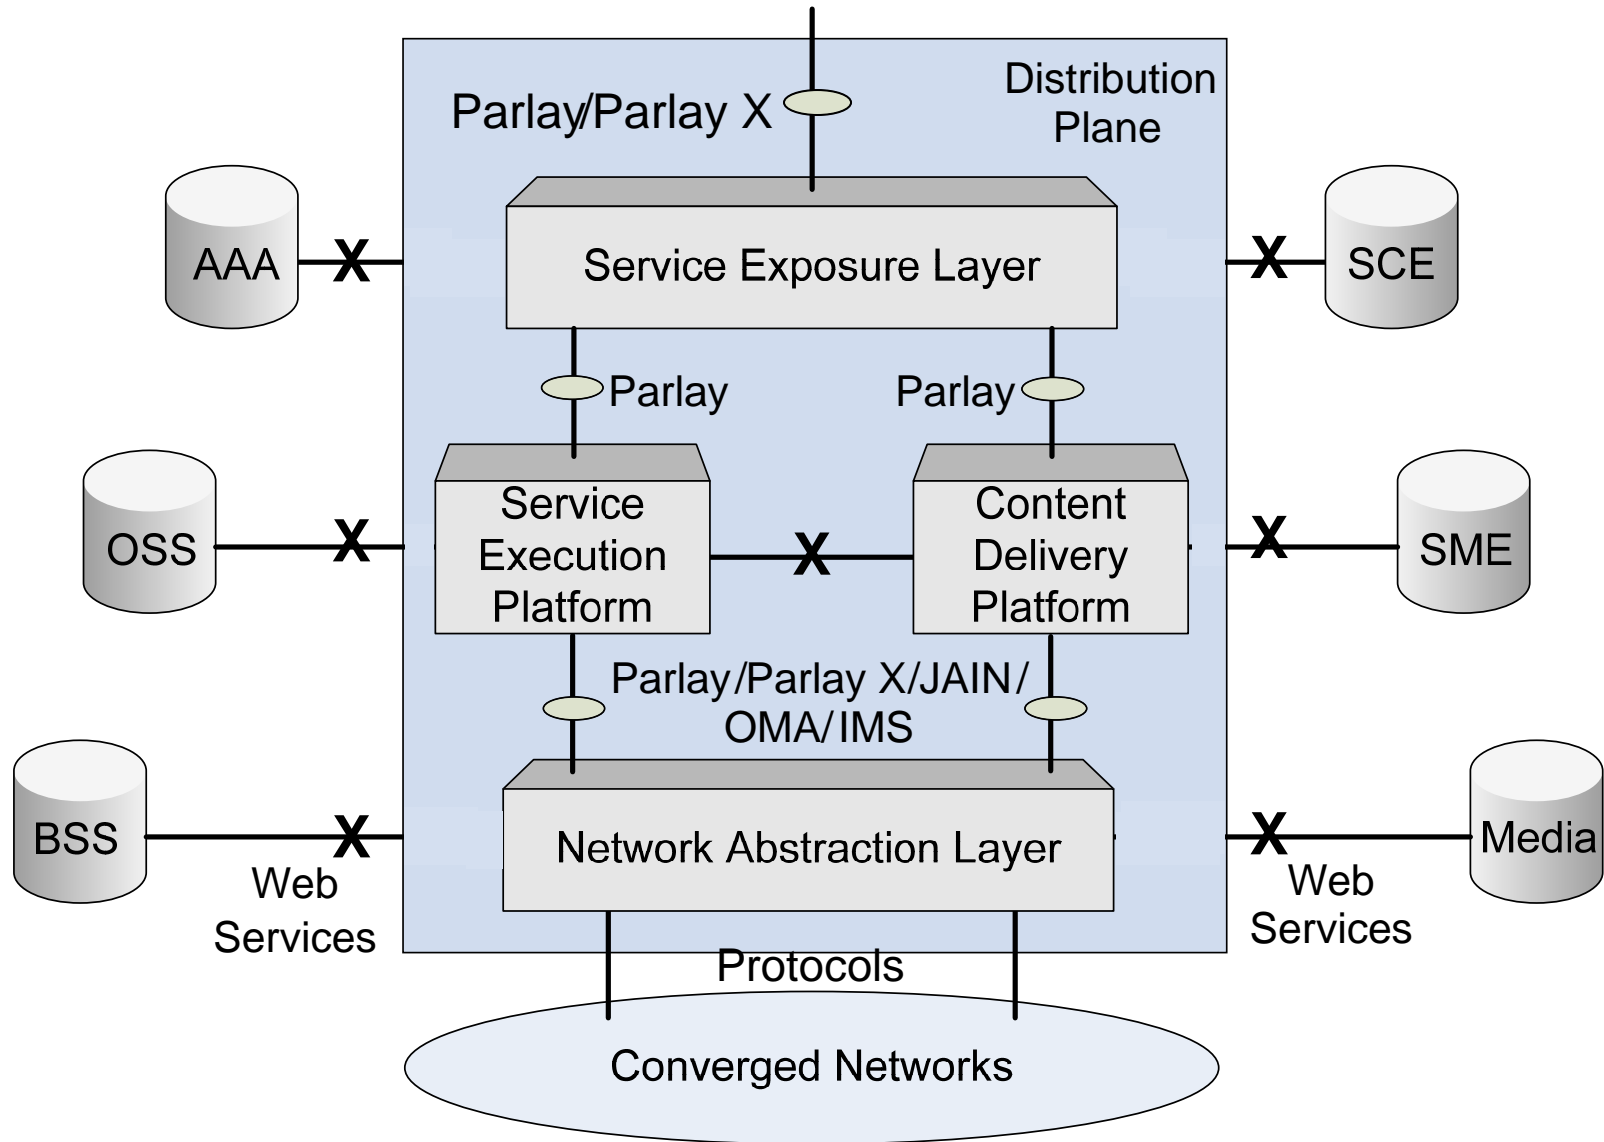 Distribution
Plane
Parlay/Parlay X
AAA
X
Service Exposure Layer
X
SCE
Parlay
Parlay
OSS
X
Service
Execution
Platform
X
Content
Delivery
Platform
X
SME
Parlay/Parlay X/JAIN/
OMA/IMS
BSS
X
Network Abstraction Layer
X
Media
Web
Services
Web
Services
Protocols
Converged Networks